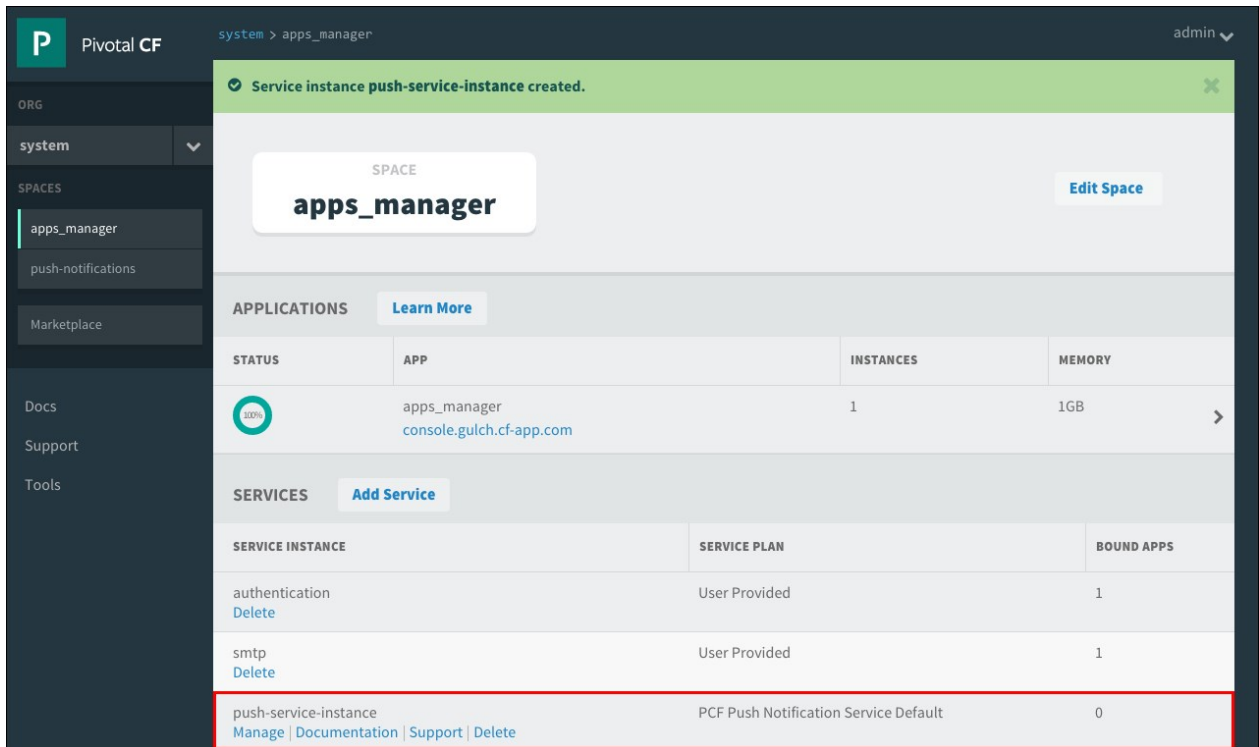 P Pivotal CF
system > apps_manager
admin
Service instance push-service-instance created.
ORG
system
SPACES
apps_manager
push-notifications
Marketplace
Docs
Support
Tools
SPACE
apps_manager
Edit Space
APPLICATIONS Learn More
STATUS APP INSTANCES MEMORY
100% apps_manager 1 1GB
console.gulch.cf-app.com
SERVICES Add Service
SERVICE INSTANCE SERVICE PLAN BOUND APPS
authentication User Provided 1
Delete
smtp User Provided 1
Delete
push-service-instance PCF Push Notification Service Default 0
Manage | Documentation | Support | Delete